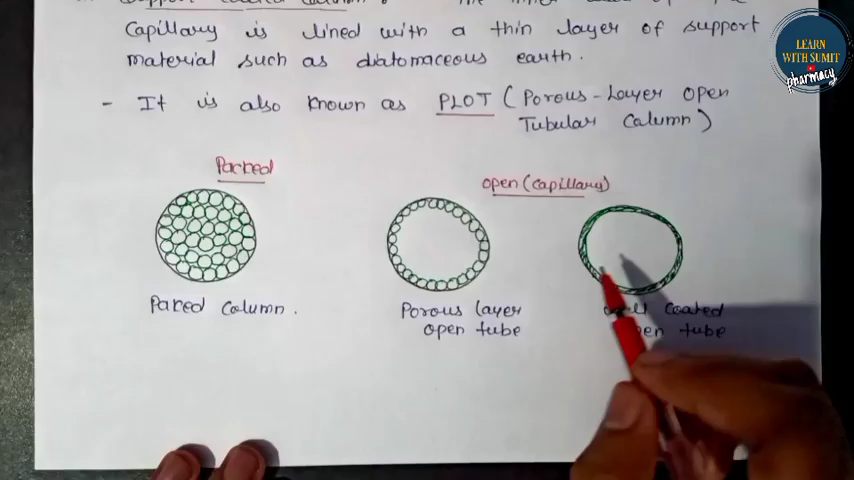 Capillary is lined with a thin layer of support
material such as diatomaceous earth.
- It is also known as PLOT (Porous-Layer open
Tubular Column)
Packed
open (capillary)
Paced column.
Porous layer
open tube
coated
tube
LEARN
WITH SUMIT
pharmacy